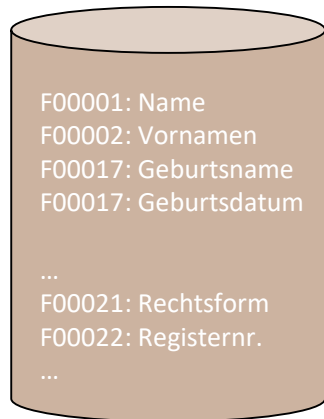 F00001: Name
F00002: Vornamen
F00017: Geburtsname
F00017: Geburtsdatum
…
F00021: Rechtsform
F00022: Registernr.
…